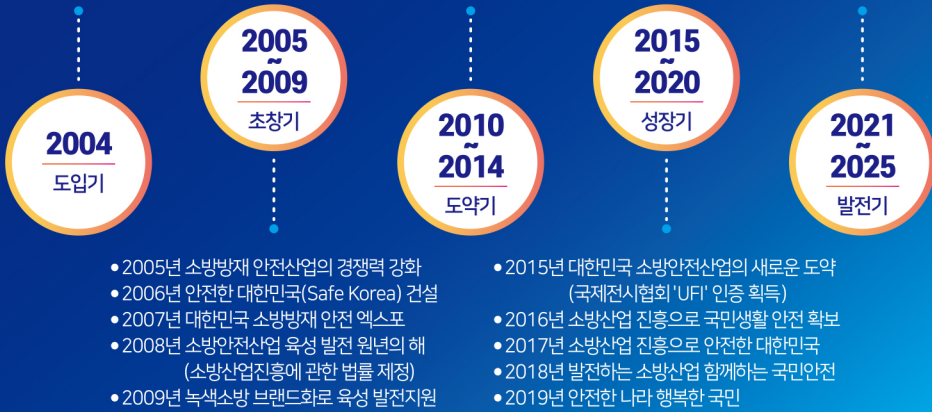 2004
도입기
2005
~
2009
초창기
2010
~
2014
도약기
2015
~
2020
성장기
2021
~
2025
발전기
• 2005년 소방방재 안전산업의 경쟁력 강화
• 2006년 안전한 대한민국(Safe Korea) 건설
• 2007년 대한민국 소방방재 안전 엑스포
• 2008년 소방안전산업 육성 발전 원년의 해
(소방산업진흥에 관한 법률 제정)
• 2009년 녹색소방 브랜드화로 육성 발전지원
• 2015년 대한민국 소방안전산업의 새로운 도약
(국제전시협회 'UFI' 인증 획득)
• 2016년 소방산업 진흥으로 국민생활 안전 확보
• 2017년 소방산업 진흥으로 안전한 대한민국
• 2018년 발전하는 소방산업 함께하는 국민안전
• 2019년 안전한 나라 행복한 국민